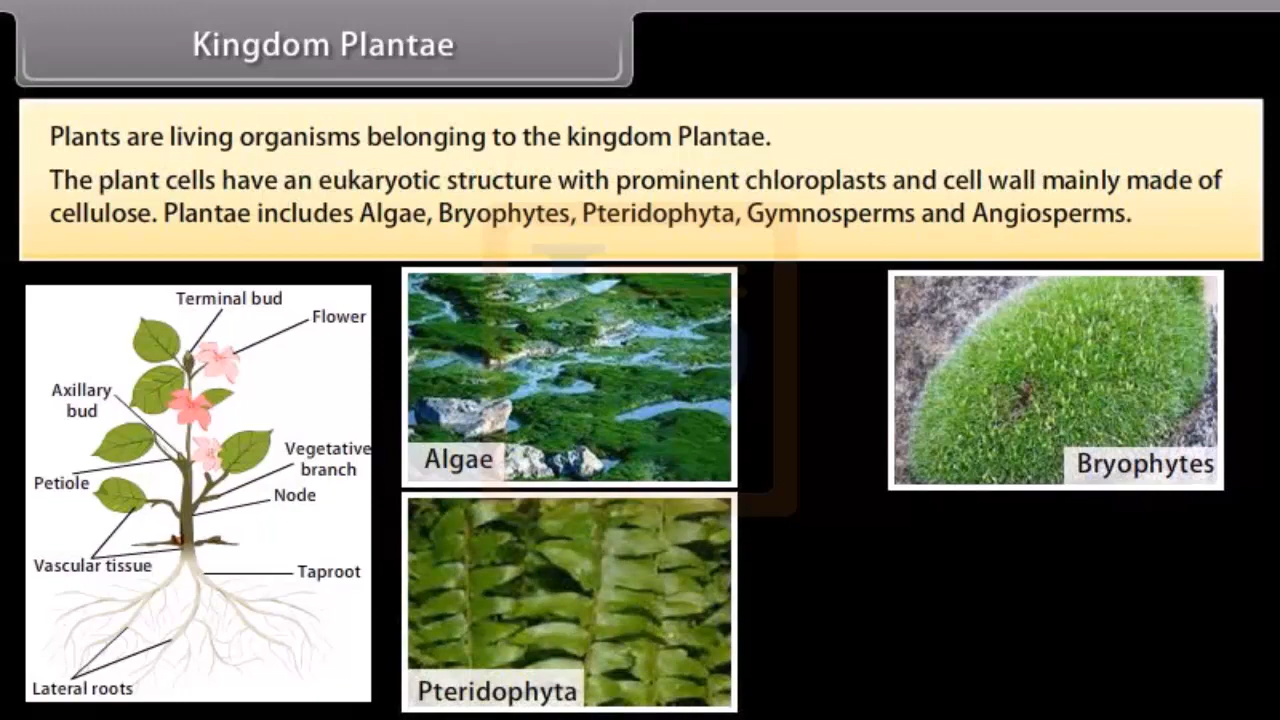 Kingdom Plantae
Plants are living organisms belonging to the kingdom Plantae.
The plant cells have an eukaryotic structure with prominent chloroplasts and cell wall mainly made of
cellulose. Plantae includes Algae, Bryophytes, Pteridophyta, Gymnosperms and Angiosperms.
Terminal bud
Flower
Axillary
bud
Vegetative
branch
Petiole
Node
Vascular tissue
Taproot
Lateral roots
Algae
Bryophytes
Pteridophyta